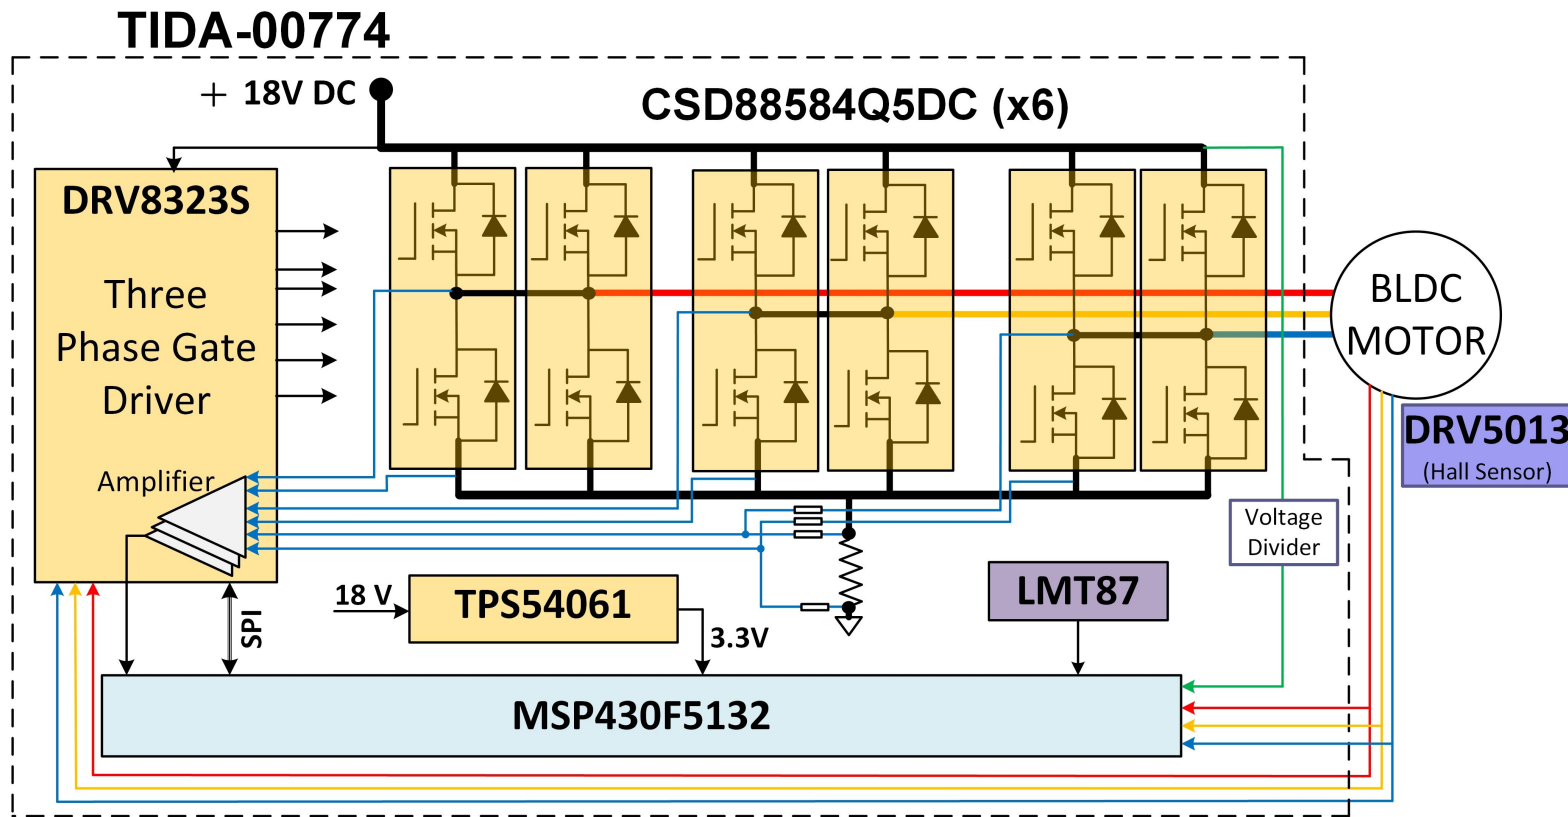 TIDA-00774
+ 18V DC
CSD88584Q5DC (x6)
DRV8323S
Three
Phase Gate
Driver
Amplifier
BLDC
MOTOR
DRV5013
(Hall Sensor)
Voltage
Divider
18 V
TPS54061
3.3V
LMT87
SPI
MSP430F5132